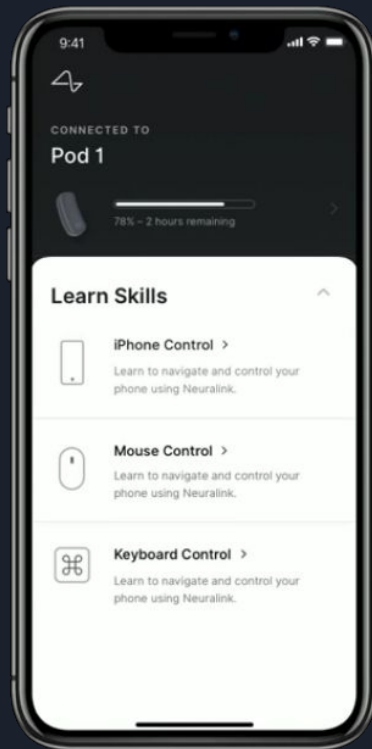 9:41
CONNECTED TO
Pod 1
78% – 2 hours remaining
Learn Skills
iPhone Control >
Learn to navigate and control your
phone using Neuralink.
Mouse Control >
Learn to navigate and control your
phone using Neuralink.
Keyboard Control >
Learn to navigate and control your
phone using Neuralink.